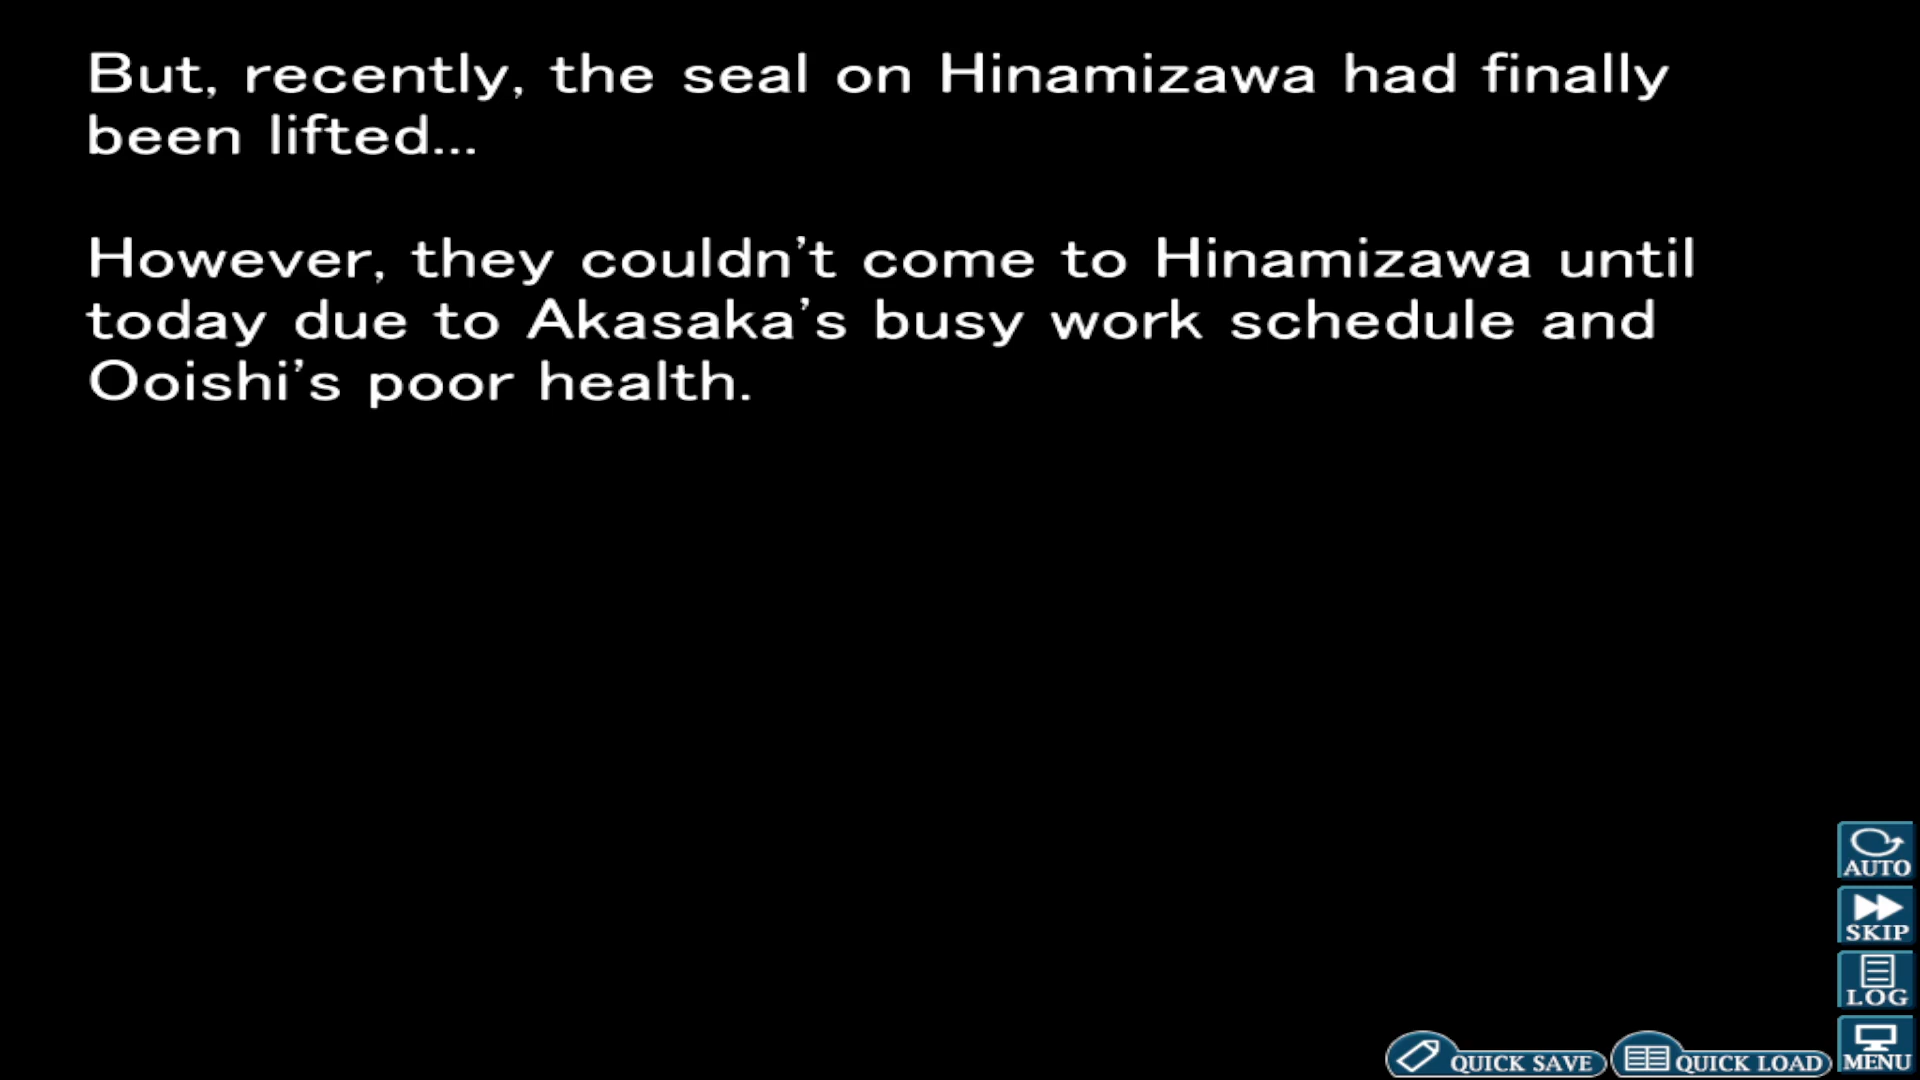 But, recently, the seal on Hinamizawa had finally
been lifted...
However, they couldn't come to Hinamizawa until
today due to Akasaka's busy work schedule and
Ooishi's poor health.
AUTO
SKIP
LOG
QUICK SAVE QUICK LOAD MENU